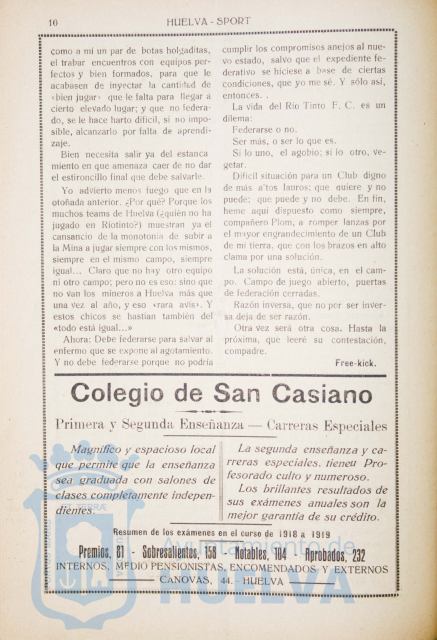 16
HUELVA - SPORT
como a mí un par de botas holgaditas,
el trabar encuentros con equipos per-
fectos y bien formados, para que le
acabasen de inyectar la cantidad de
«bien jugar» que le falta para llegar a
cierto elevado lugar; y que no federa-
do, se le hace harto difícil, si no impo-
sible, alcanzarlo por falta de aprendi-
zaje.
Bien necesita salir ya del estanca
miento en que amenaza caer de no dar
el estironcillo final que debe salvarle.
Yo advierto menos fuego que en la
otoñada anterior. ¿Por qué? Porque los
muchos teams de Huelva (¿quién no ha
jugado en Riotinto?) muestran ya el
cansancio de la monotonía de subir a
la Mina a jugar siempre con los mismos,
siempre en el mismo campo, siempre
igual... Claro que no hay otro equipo
ni otro campo; pero no es eso: sino que
no van los mineros a Huelva más que
una vez al año, y eso «rara avis». Y
estos chicos se hastían también del
«todo está igual...»
Ahora: Debe federarse para salvar al
enfermo que se expone al agotamiento.
Y no debe federarse porque no podría
cumplir los compromisos anejos al nue-
vo estado, salvo que el expediente fe-
derativo se hiciese a base de ciertas
condiciones, que yo me sé. Y sólo así,
entonces. .
La vida del Río Tinto F. C. es un
dilema:
Federarse o no.
Ser más, o ser lo que es.
Si lo uno, el agobio; si lo otro, ve-
getar.
Difícil situación para un Club digno
de más altos lauros; que quiere y no
puede; que puede y no debe. En fin,
heme aquí dispuesto como siempre,
compañero Plom, a romper lanzas por
el mayor engrandecimiento de un Club
de mi tierra, que con los brazos en alto
clama por una solución.
La solución está, única, en el cam-
po. Campo de juego abierto, puertas
de federación cerradas.
Razón inversa, que no por ser inver-
sa deja de ser razón.
Otra vez será otra cosa. Hasta la
próxima, que leeré su contestación,
compadre.
Free-kick.
Colegio de San Casiano
Primera y Segunda Enseñanza — Carreras Especiales
Magnífico y espacioso local
que permite que la enseñanza
sea graduada con salones de
clases completamente indepen-
dientes.
La segunda enseñanza y ca-
rreras especiales, tieneu Pro-
fesorado culto y numeroso.
Los brillantes resultados de
sus exámenes anuales son la
mejor garantía de su crédito.
Resumen de los exámenes en el curso de 1918 a 1919
Premios, 81 - Sobresalientes, 158 - Notables, 104 - Aprobados, 232
INTERNOS, MEDIO PENSIONISTAS, ENCOMENDADOS Y EXTERNOS
CANOVAS, 44. - HUELVA
Ayuntamiento de
HUELVA